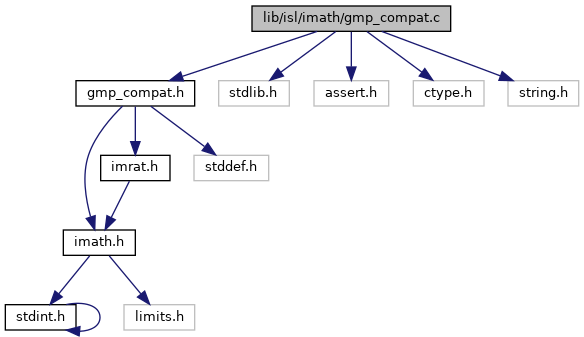 lib/isl/imath/gmp_compat.c
gmp_compat.h
stdlib.h
assert.h
ctype.h
string.h
imrat.h
stddef.h
imath.h
stdint.h
limits.h